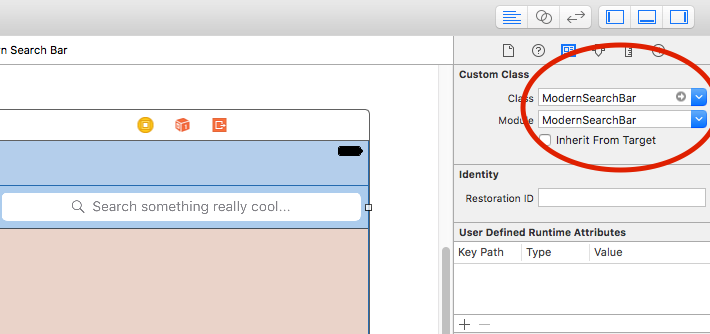 n Search Bar
Custom Class
Class ModernSearchBar
Module ModernSearchBar
Inherit From Target
Search something really cool...
Identity
Restoration ID
User Defined Runtime Attributes
Key Path Type Value